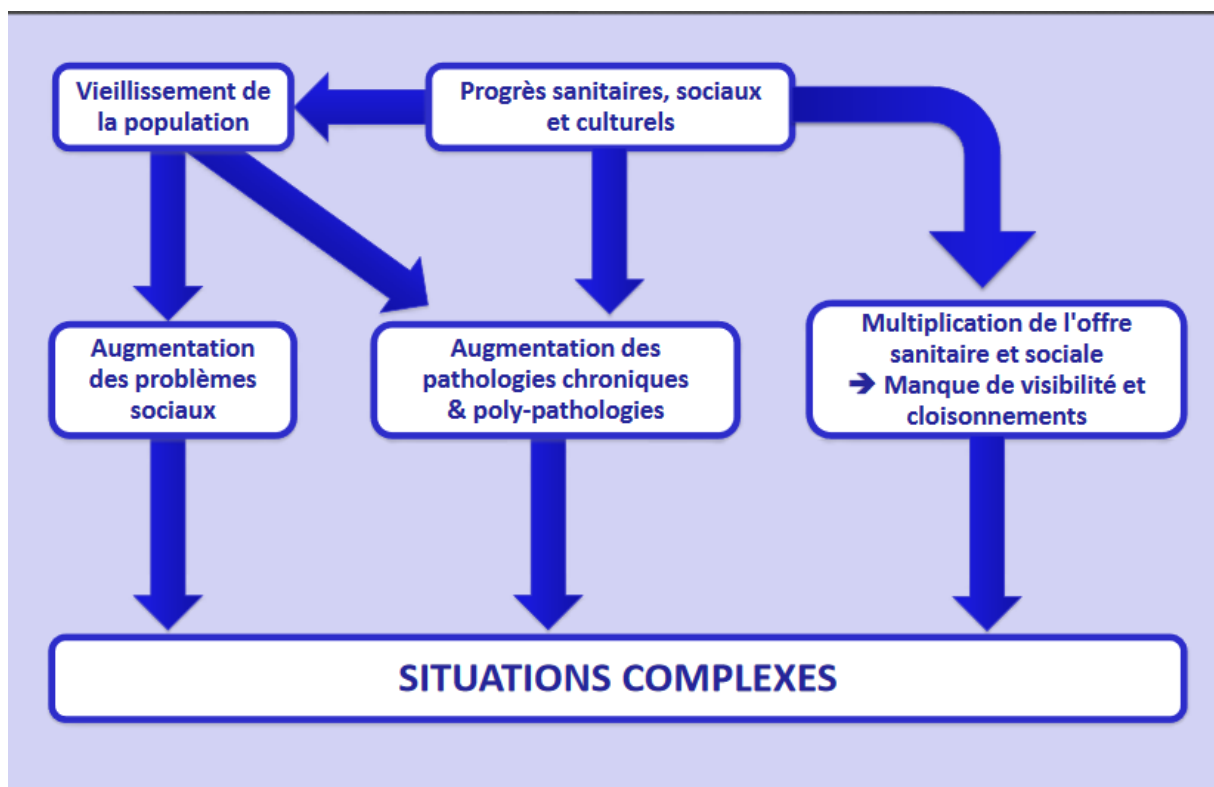 Vieillissement de
la population
Progrès sanitaires, sociaux
et culturels
Augmentation
des problèmes
sociaux
Augmentation des
pathologies chroniques
& poly-pathologies
Multiplication de l'offre
sanitaire et sociale
➔ Manque de visibilité et
cloisonnements
SITUATIONS COMPLEXES